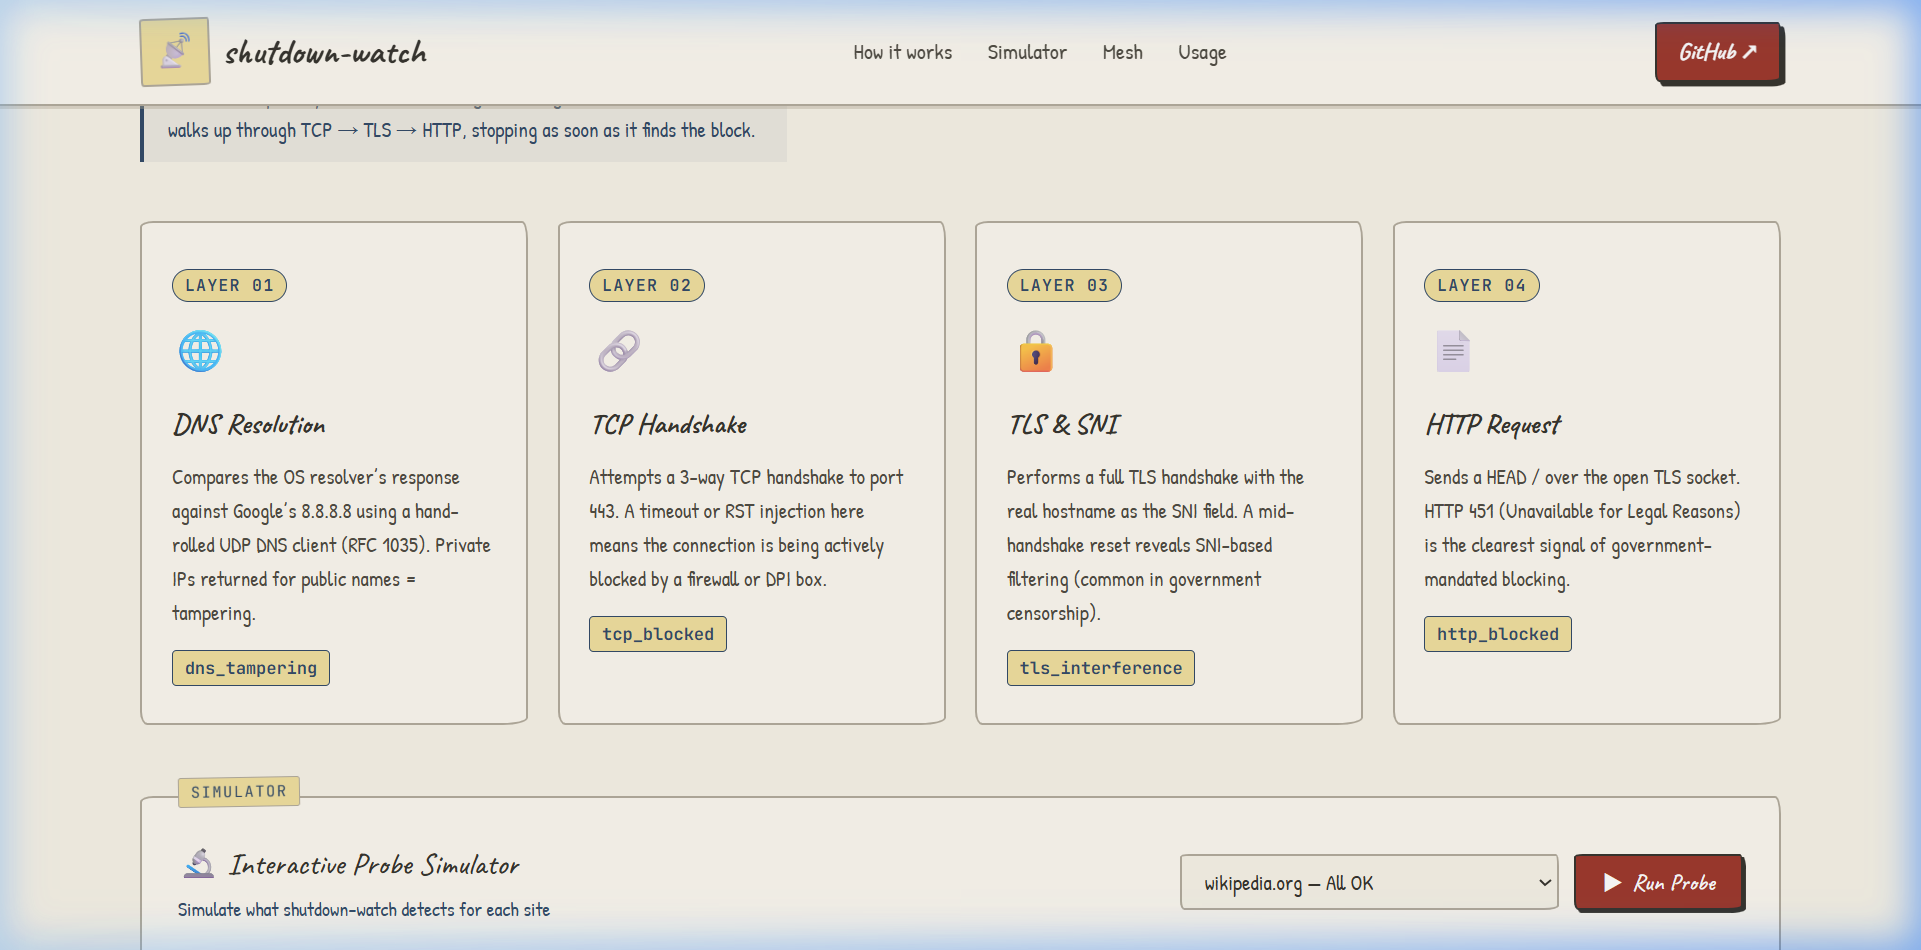 shutdown-watch
How it works
Simulator
Mesh
Usage
GitHub ↗
walks up through TCP → TLS → HTTP, stopping as soon as it finds the block.
LAYER 01
DNS Resolution
Compares the OS resolver's response
against Google's 8.8.8.8 using a hand-
rolled UDP DNS client (RFC 1035). Private
IPs returned for public names =
tampering.
dns_tampering
LAYER 02
TCP Handshake
Attempts a 3-way TCP handshake to port
443. A timeout or RST injection here
means the connection is being actively
blocked by a firewall or DPI box.
tcp_blocked
LAYER 03
TLS & SNI
Performs a full TLS handshake with the
real hostname as the SNI field. A mid-
handshake reset reveals SNI-based
filtering (common in government
censorship).
tls_interference
LAYER 04
HTTP Request
Sends a HEAD / over the open TLS socket.
HTTP 451 (Unavailable for Legal Reasons)
is the clearest signal of government-
mandated blocking.
http_blocked
SIMULATOR
Interactive Probe Simulator
Simulate what shutdown-watch detects for each site
wikipedia.org — All OK
▶ Run Probe